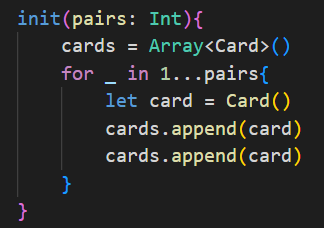 init(pairs: Int){
    cards = Array<Card>()
    for _ in 1...pairs{
        let card = Card()
        cards.append(card)
        cards.append(card)
    }
}